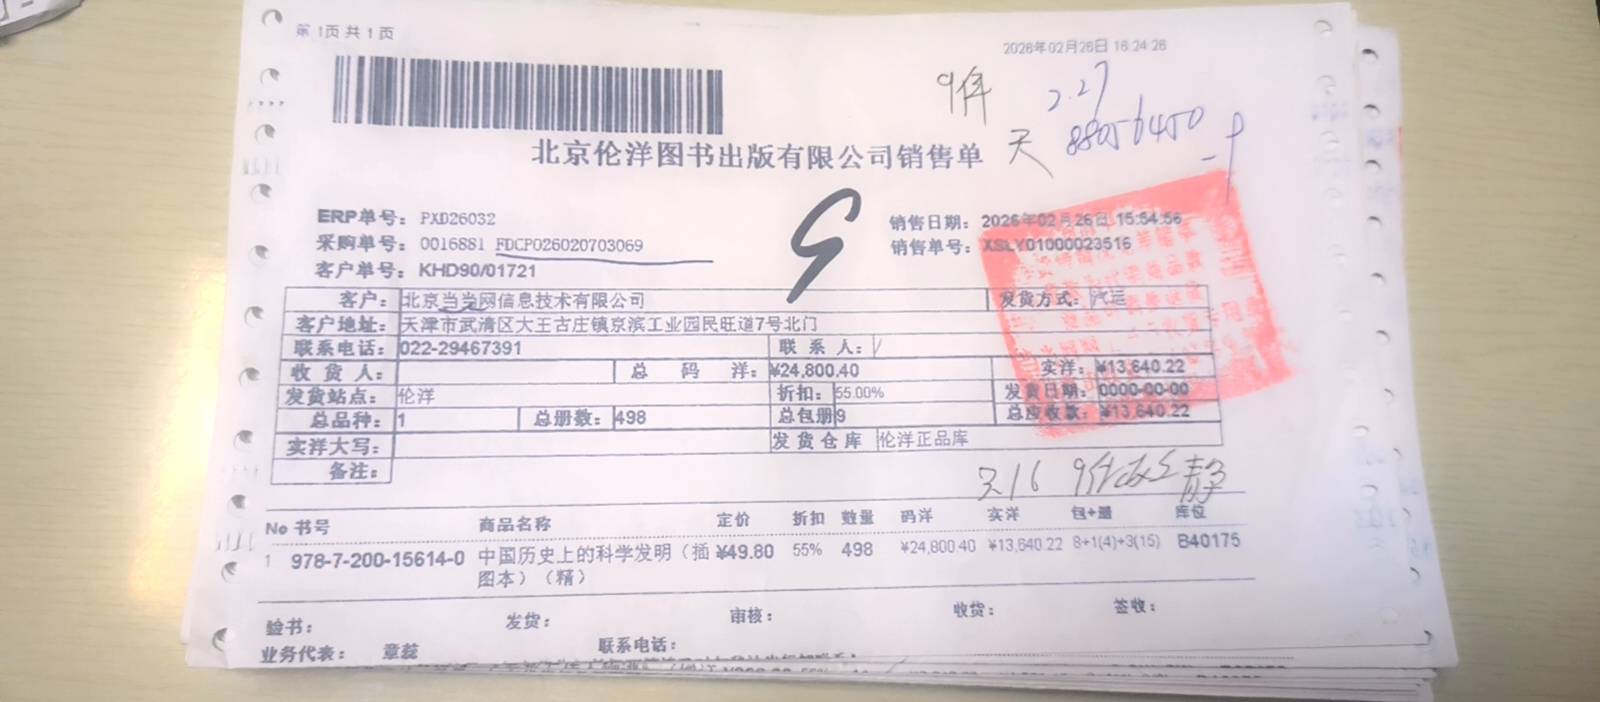 第 1页 共 1 页
2026年02月26日 16:24:26
9件 2.27
北京伦洋图书出版有限公司销售单
天 88056450
ERP单号： PXD26032
销售日期： 2026年02月26日 15:54:56
采购单号： 0016881 FDCP026020703069
销售单号： XSLY01000023516
客户单号： KHD90/01721
9
客户： 北京当当网信息技术有限公司 发货方式： 汽运
客户地址： 天津市武清区大王古庄镇京滨工业园民旺道7号北门
联系电话： 022-29467391 联 系 人： /
收 货 人： 总 码 洋： ¥24,800.40 实洋： ¥13,640.22
发货站点： 伦洋 折扣： 55.00% 发货日期： 0000-00-00
总品种： 1 总册数： 498 总包册 9 总应收款： ¥13,640.22
实洋大写： 发 货 仓 库 伦洋正品库
备注：
静
No 书号 商品名称 定价 折扣 数量 码洋 实洋 包+量 库位
1 978-7-200-15614-0 中国历史上的科学发明（插 ¥49.80 55% 498 ¥24,800.40 ¥13,640.22 8+1(4)+3(15) B40175
图本）（精）
验书： 发货： 审核： 收货： 签收：
业务代表： 章蕊 联系电话：